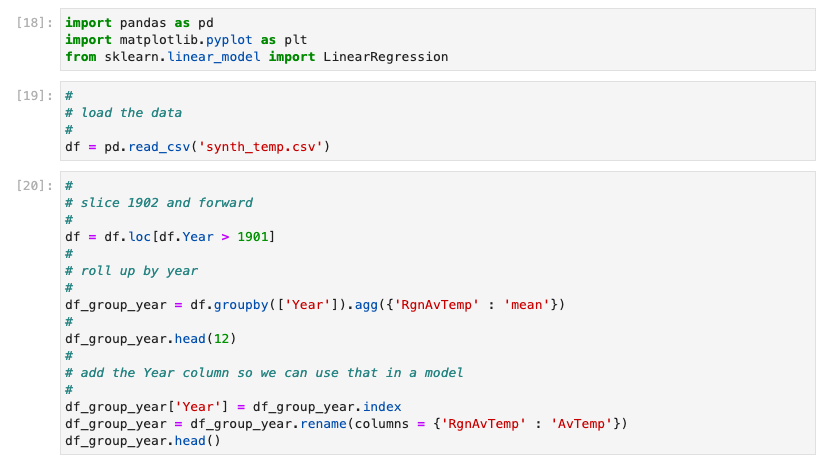 [18]: import pandas as pd
import matplotlib.pyplot as plt
from sklearn.linear_model import LinearRegression
[19]: #
# load the data
#
df = pd.read_csv('synth_temp.csv')
[20]: #
# slice 1902 and forward
#
df = df.loc[df.Year > 1901]
#
# roll up by year
#
df_group_year = df.groupby(['Year']).agg({'RgnAvTemp' : 'mean'})
#
df_group_year.head(12)
#
# add the Year column so we can use that in a model
#
df_group_year['Year'] = df_group_year.index
df_group_year = df_group_year.rename(columns = {'RgnAvTemp' : 'AvTemp'})
df_group_year.head()